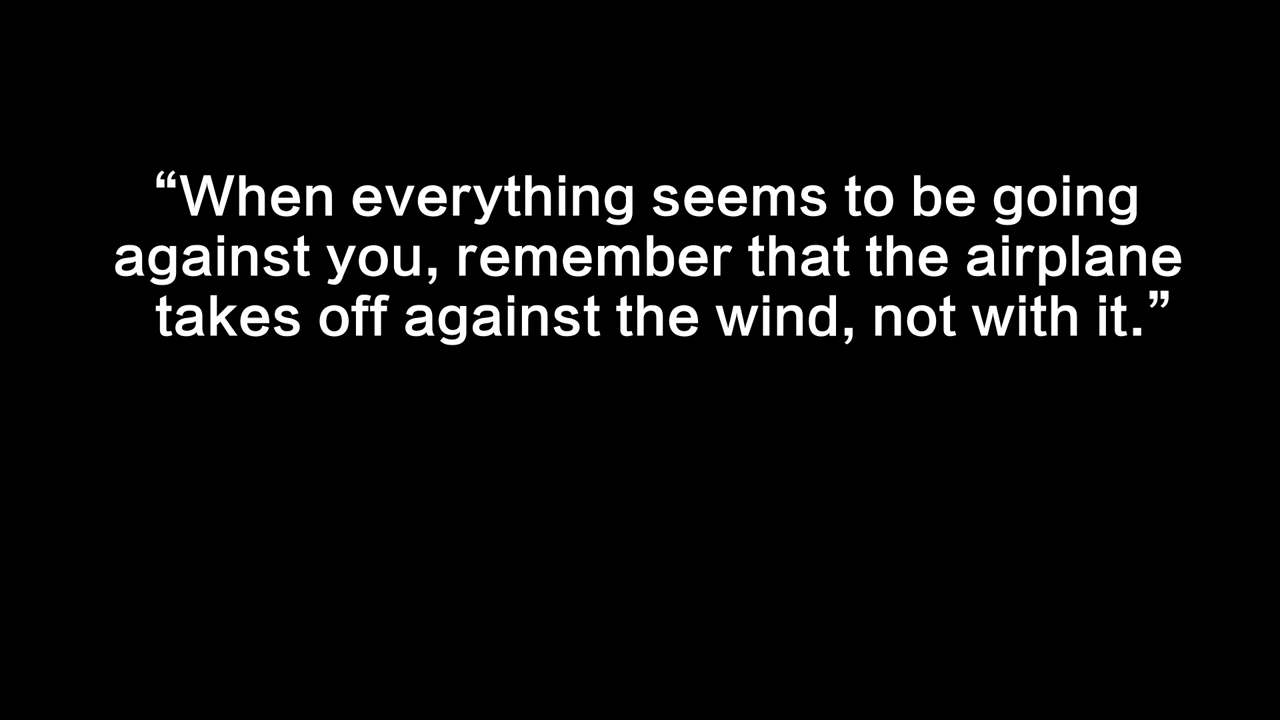 “When everything seems to be going
against you, remember that the airplane
takes off against the wind, not with it.”